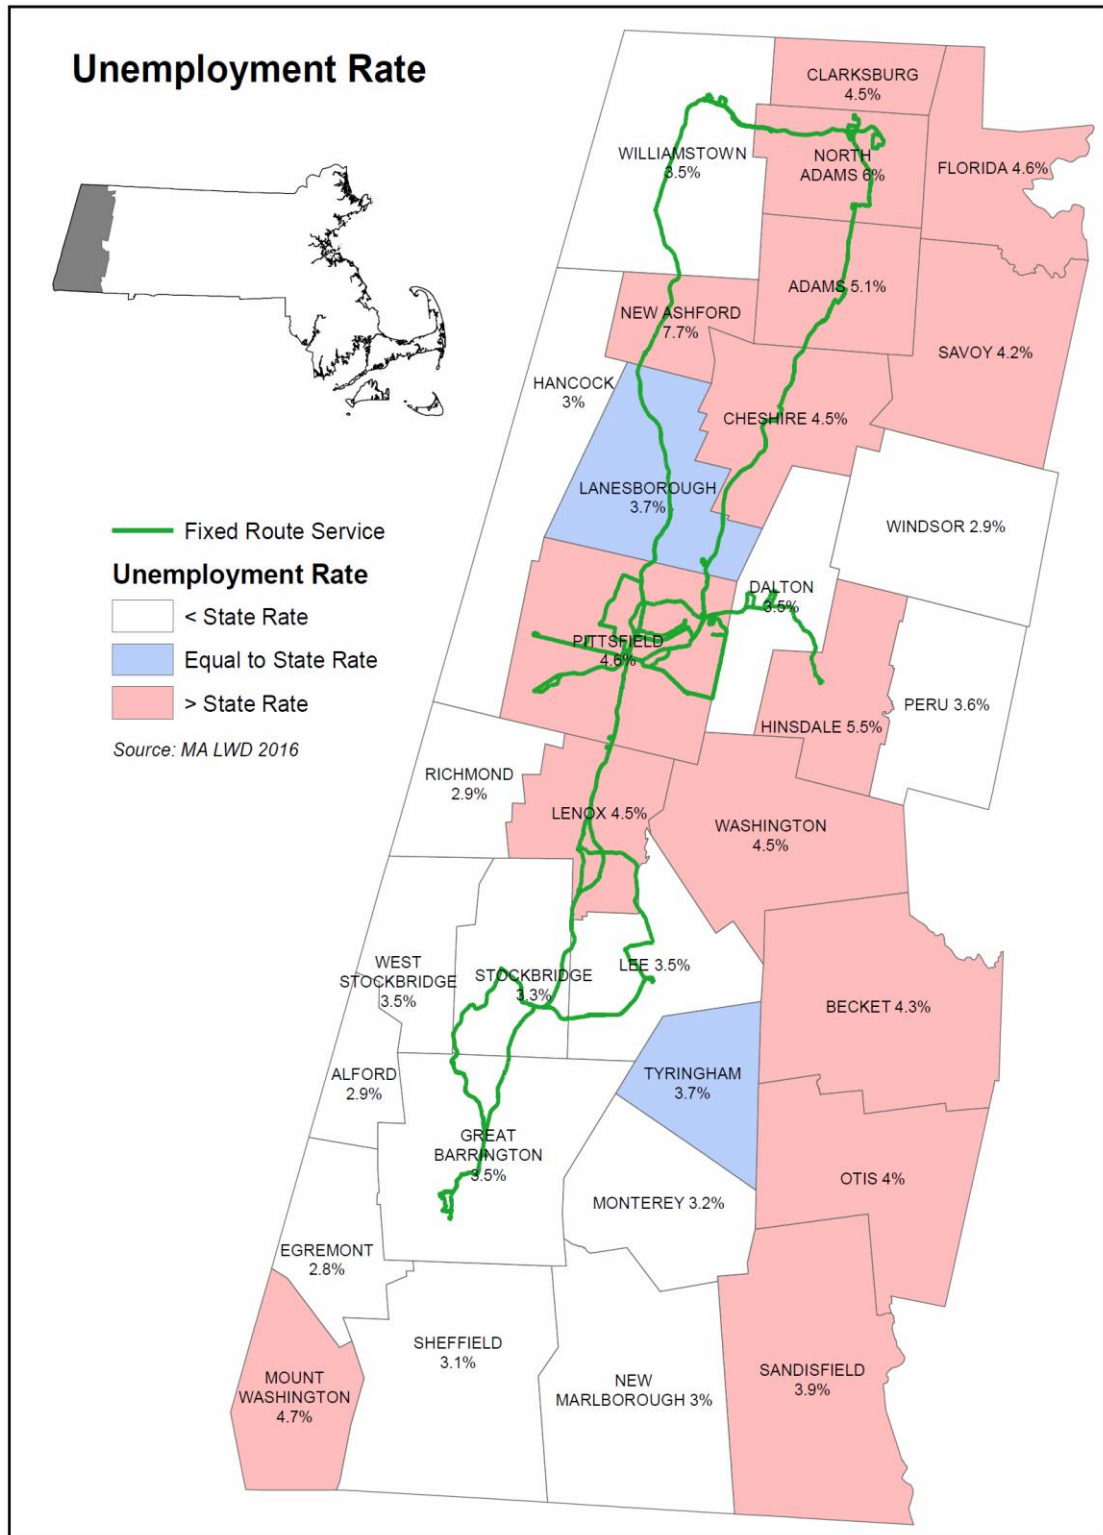 Unemployment Rate
CLARKSBURG
4.5%
WILLIAMSTOWN
3.5%
NORTH
ADAMS 6%
FLORIDA 4.6%
ADAMS 5.1%
NEW ASHFORD
7.7%
SAVOY 4.2%
HANCOCK
3%
CHESHIRE 4.5%
LANESBOROUGH
3.7%
WINDSOR 2.9%
Fixed Route Service
Unemployment Rate
< State Rate
Equal to State Rate
> State Rate
Source: MA LWD 2016
DALTON
3.5%
PITTSFIELD
4.6%
HINSDALE 5.5%
PERU 3.6%
RICHMOND
2.9%
LENOX 4.5%
WASHINGTON
4.5%
WEST
STOCKBRIDGE
3.5%
STOCKBRIDGE
3.3%
LEE 3.5%
BECKET 4.3%
ALFORD
2.9%
TYRINGHAM
3.7%
GREAT
BARRINGTON
3.5%
OTIS 4%
MONTEREY 3.2%
EGREMONT
2.8%
SHEFFIELD
3.1%
MOUNT
WASHINGTON
4.7%
NEW
MARLBOROUGH 3%
SANDISFIELD
3.9%